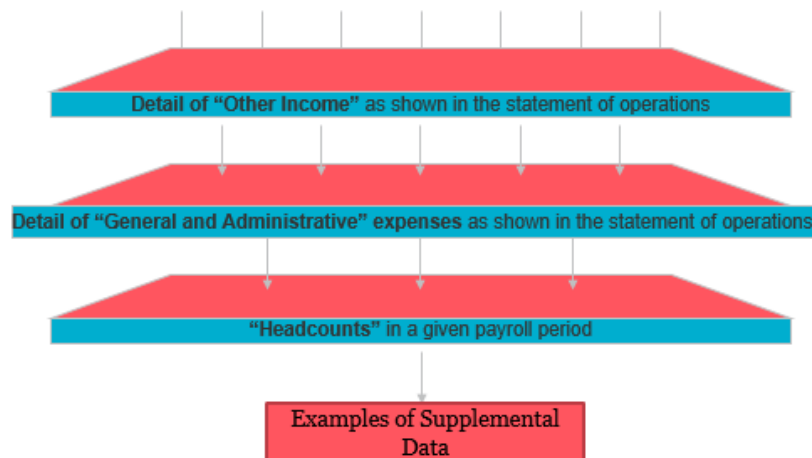 Detail of “Other Income” as shown in the statement of operations
Detail of “General and Administrative” expenses as shown in the statement of operations
“Headcounts” in a given payroll period
Examples of Supplemental
Data